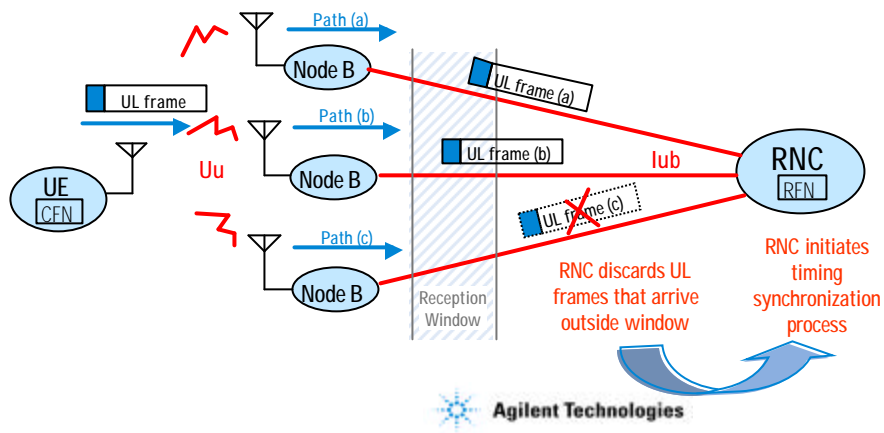 Path (a)
Node B
UL frame (a)
UL frame
Path (b)
Node B
UL frame (b)
Uu
Iub
UE
CFN
RNC
RFN
UL frame (c)
Path (c)
Node B
Reception
Window
RNC discards UL
frames that arrive
outside window
RNC initiates
timing
synchronization
process
Agilent Technologies